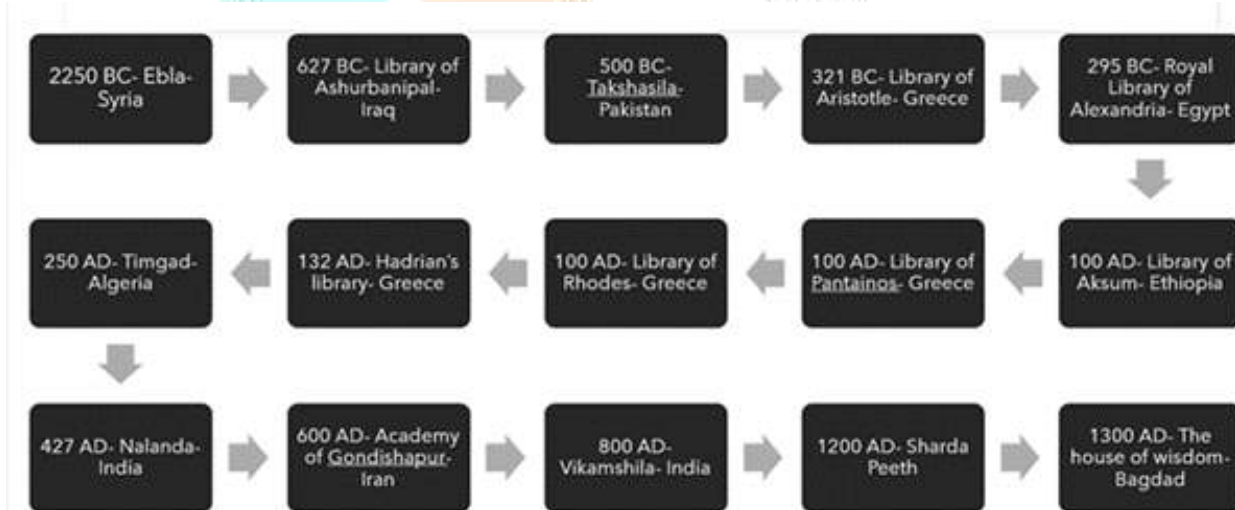 2250 BC- Ebla-
Syria
627 BC- Library of
Ashurbanipal-
Iraq
500 BC-
Takshasila-
Pakistan
321 BC- Library of
Aristotle- Greece
295 BC- Royal
Library of
Alexandria- Egypt
100 AD- Library of
Aksum- Ethiopia
100 AD- Library of
Pantainos- Greece
100 AD- Library of
Rhodes- Greece
132 AD- Hadrian's
library- Greece
250 AD- Timgad-
Algeria
427 AD- Nalanda-
India
600 AD- Academy
of Gondishapur-
Iran
800 AD-
Vikamshila- India
1200 AD- Sharda
Peeth
1300 AD- The
house of wisdom-
Bagdad